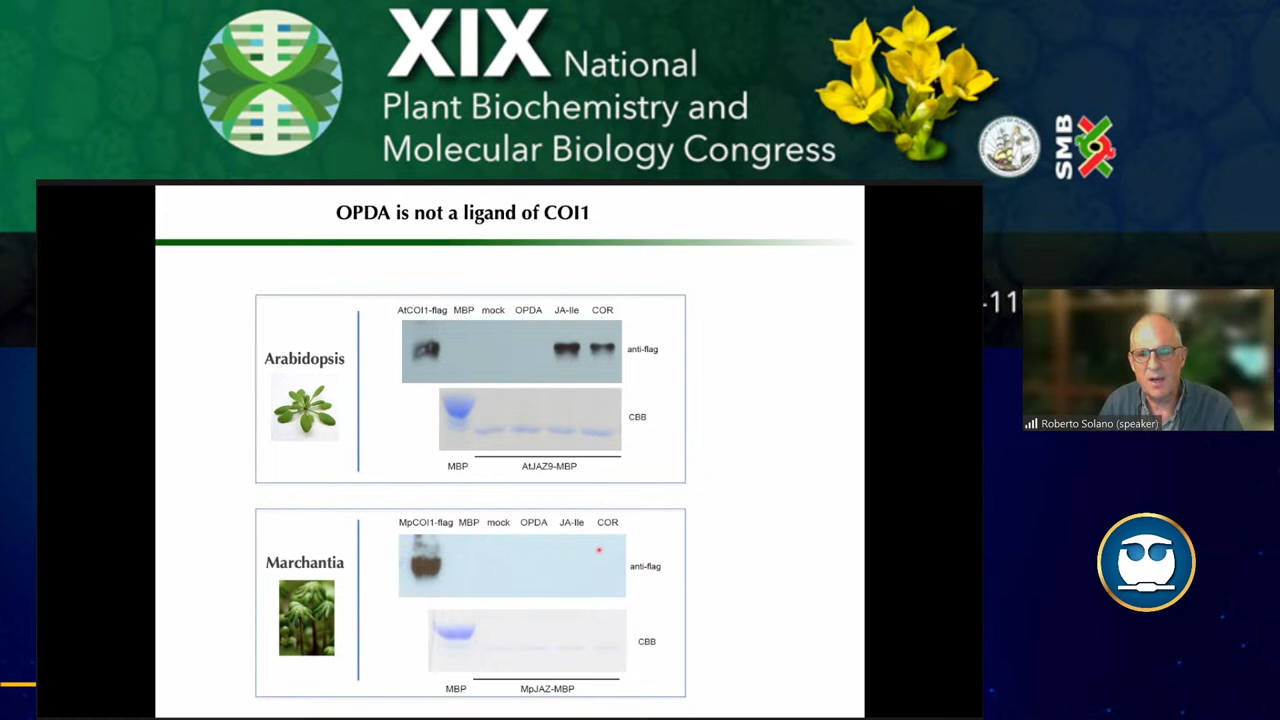 XIX National
Plant Biochemistry and
Molecular Biology Congress
SMB
OPDA is not a ligand of COI1
AtCOI1-flag MBP mock OPDA JA-Ile COR
Arabidopsis
anti-flag
CBB
MBP AtJAZ9-MBP
MpCOI1-flag MBP mock OPDA JA-Ile COR
Marchantia
anti-flag
CBB
MBP MpJAZ-MBP
-11
Roberto Solano (speaker)